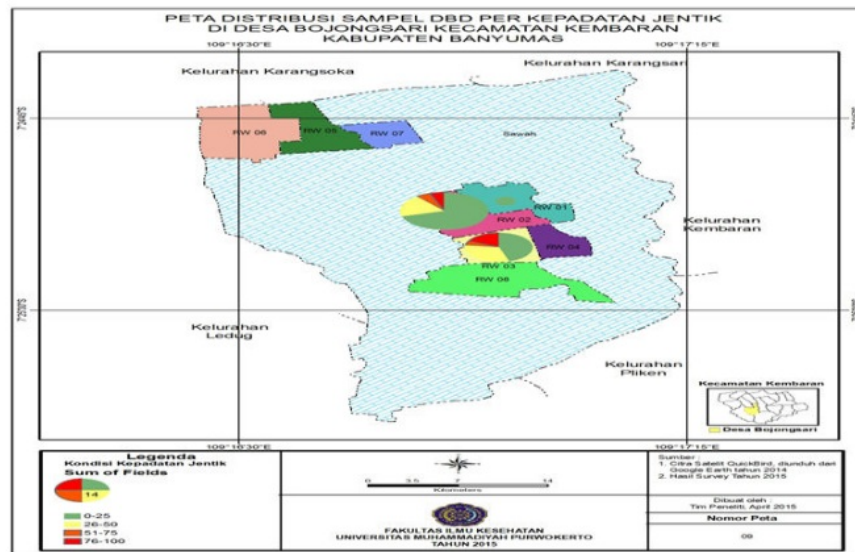 PETA DISTRIBUSI SAMPEL DBD PER KEPADATAN JENTIK
DI DESA BOJONGSARI KECAMATAN KEMBARAN
KABUPATEN BANYUMAS
109°16'30"E
109°17'15"E
Kelurahan Karangsoka
Kelurahan Karangsari
RW 05
RW 07
Sawah
RW 01
RW 02
Kelurahan
Kembaran
RW 04
RW 03
Kelurahan
Ledug
Kelurahan
Pliken
Kecamatan Kembaran
Desa Bojongsari
109°16'30"E
109°17'15"E
Legenda
Kondisi Kepadatan Jentik
Sum of Fields
14
0-25
26-50
51-75
76-100
0
3.5
7
14
Kilometers
FAKULTAS ILMU KESEHATAN
UNIVERSITAS MUHAMMADIYAH PURWOKERTO
TAHUN 2015
Sumber :
1. Citra Satelit QuickBird, diunduh dari
Google Earth tahun 2014
2. Hasil Survey Tahun 2015
Dibuat oleh :
Tim Peneliti, April 2015
Nomor Peta
09